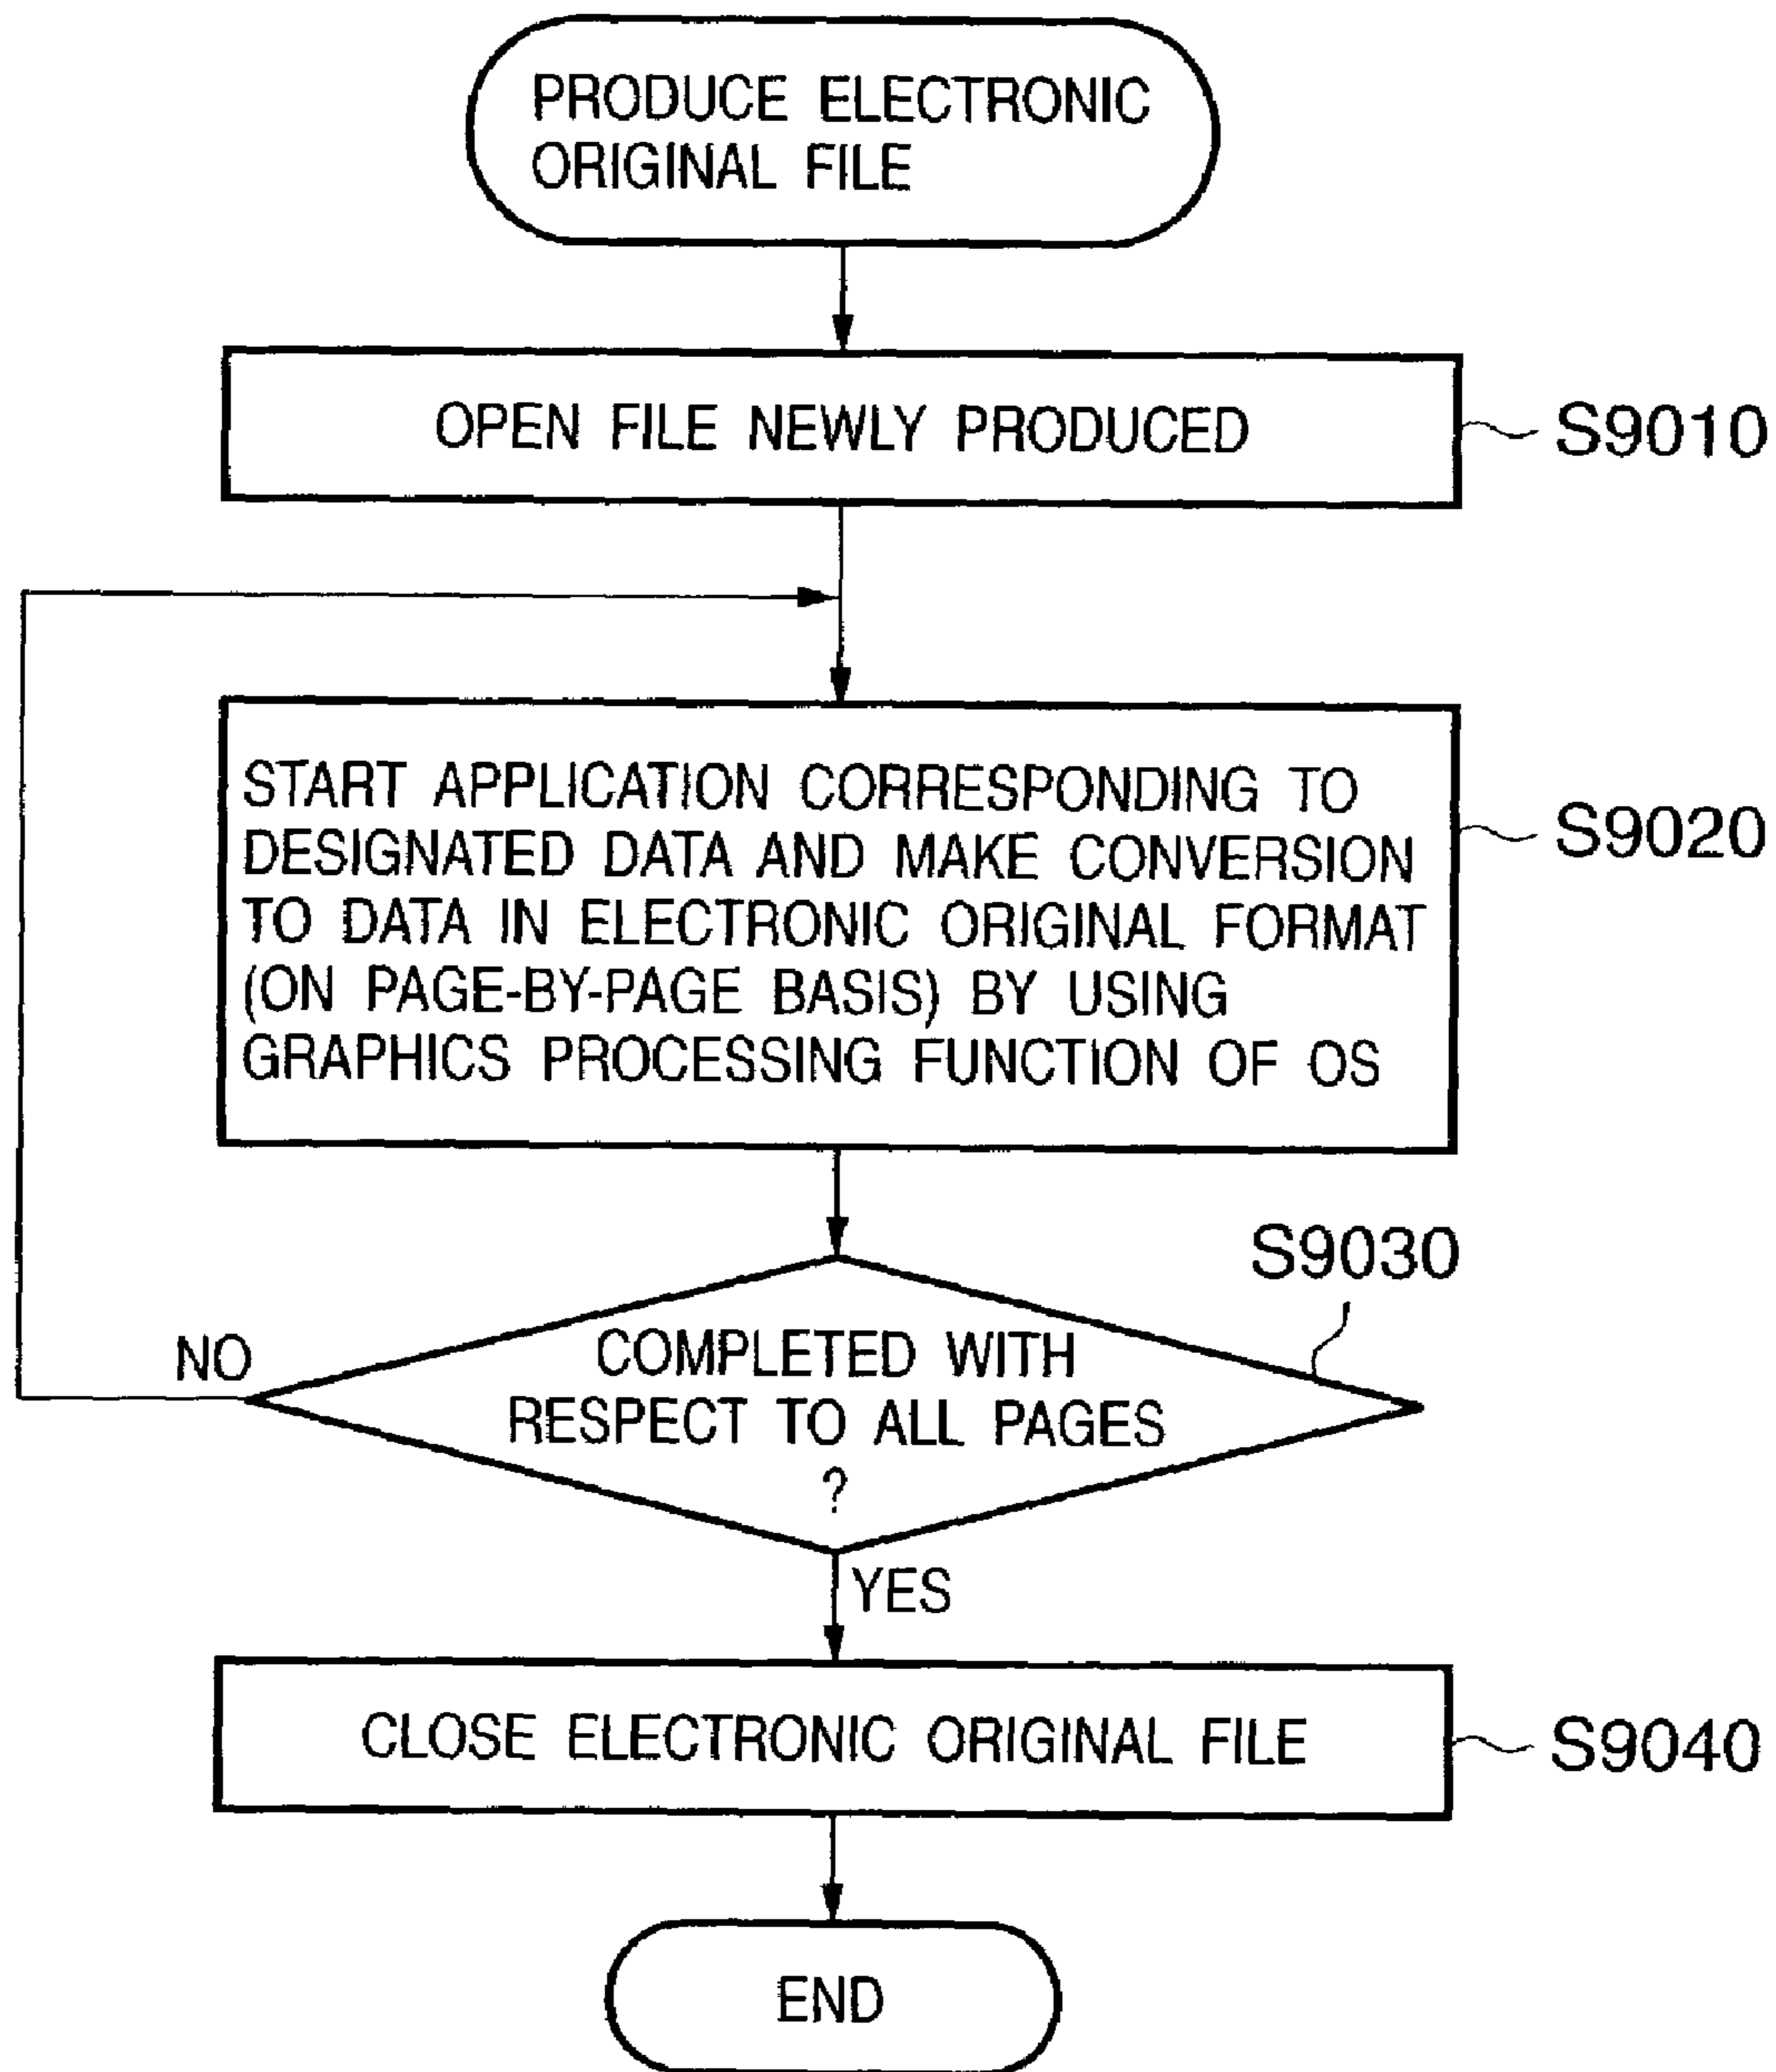 PRODUCE ELECTRONIC
ORIGINAL FILE
OPEN FILE NEWLY PRODUCED
S9010
START APPLICATION CORRESPONDING TO
DESIGNATED DATA AND MAKE CONVERSION
TO DATA IN ELECTRONIC ORIGINAL FORMAT
(ON PAGE-BY-PAGE BASIS) BY USING
GRAPHICS PROCESSING FUNCTION OF OS
S9020
S9030
NO
COMPLETED WITH
RESPECT TO ALL PAGES
?
YES
CLOSE ELECTRONIC ORIGINAL FILE
S9040
END